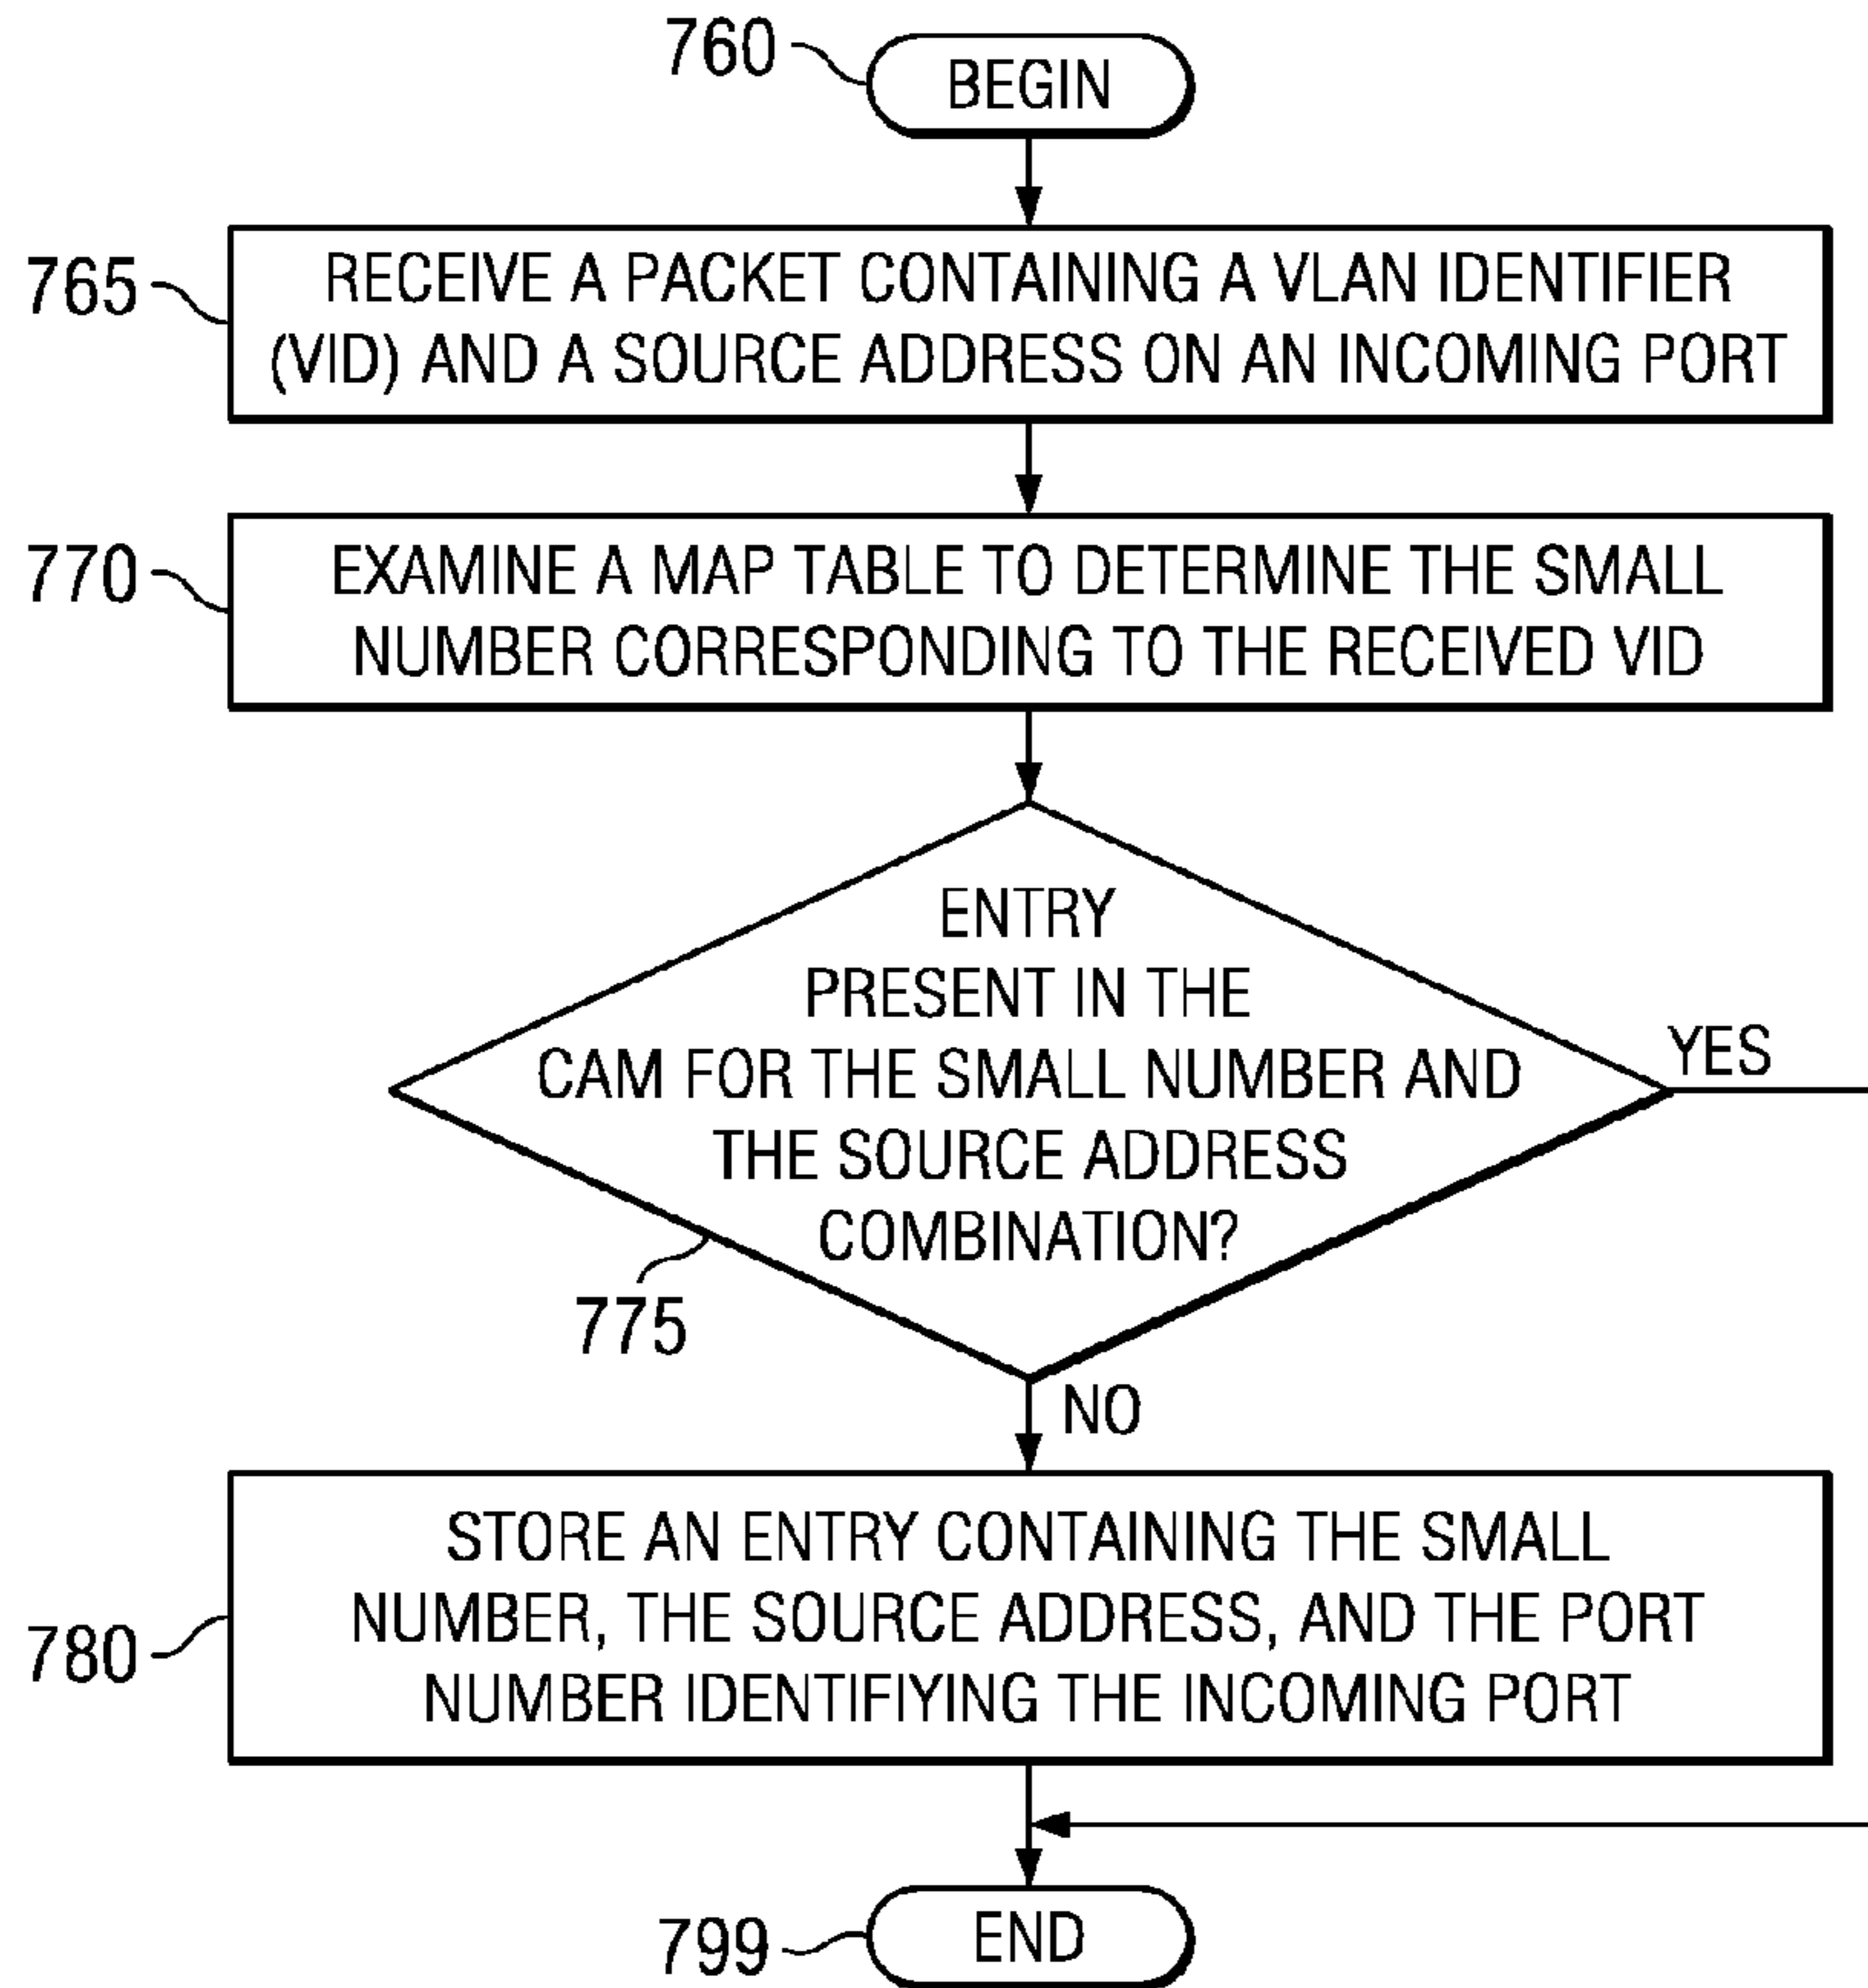 760
BEGIN
765
RECEIVE A PACKET CONTAINING A VLAN IDENTIFIER
(VID) AND A SOURCE ADDRESS ON AN INCOMING PORT
770
EXAMINE A MAP TABLE TO DETERMINE THE SMALL
NUMBER CORRESPONDING TO THE RECEIVED VID
ENTRY
PRESENT IN THE
CAM FOR THE SMALL NUMBER AND
THE SOURCE ADDRESS
COMBINATION?
YES
775
NO
780
STORE AN ENTRY CONTAINING THE SMALL
NUMBER, THE SOURCE ADDRESS, AND THE PORT
NUMBER IDENTIFIYING THE INCOMING PORT
799
END